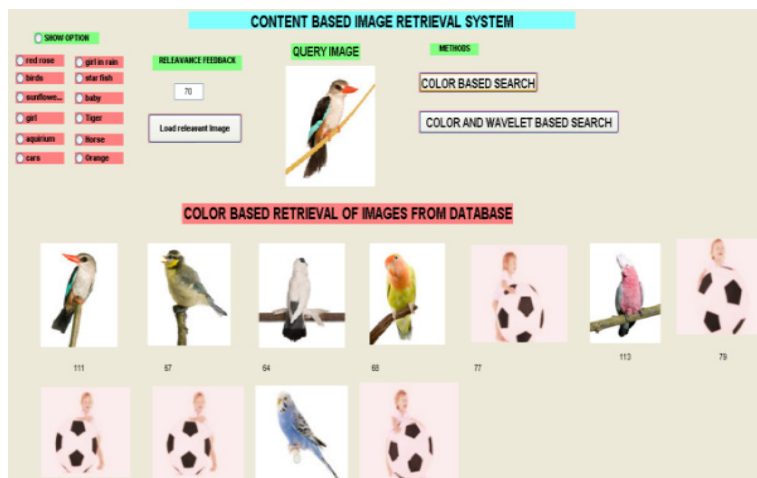 CONTENT BASED IMAGE RETRIEVAL SYSTEM
SHOW OPTION
red rose
girl in rain
birds
star fish
sunflowe...
baby
girl
Tiger
aquirium
Horse
cars
Orange
RELEAVANCE FEEDBACK
70
Load releavant Image
QUERY IMAGE
METHODS
COLOR BASED SEARCH
COLOR AND WAVELET BASED SEARCH
COLOR BASED RETRIEVAL OF IMAGES FROM DATABASE
111
67
64
68
77
113
79